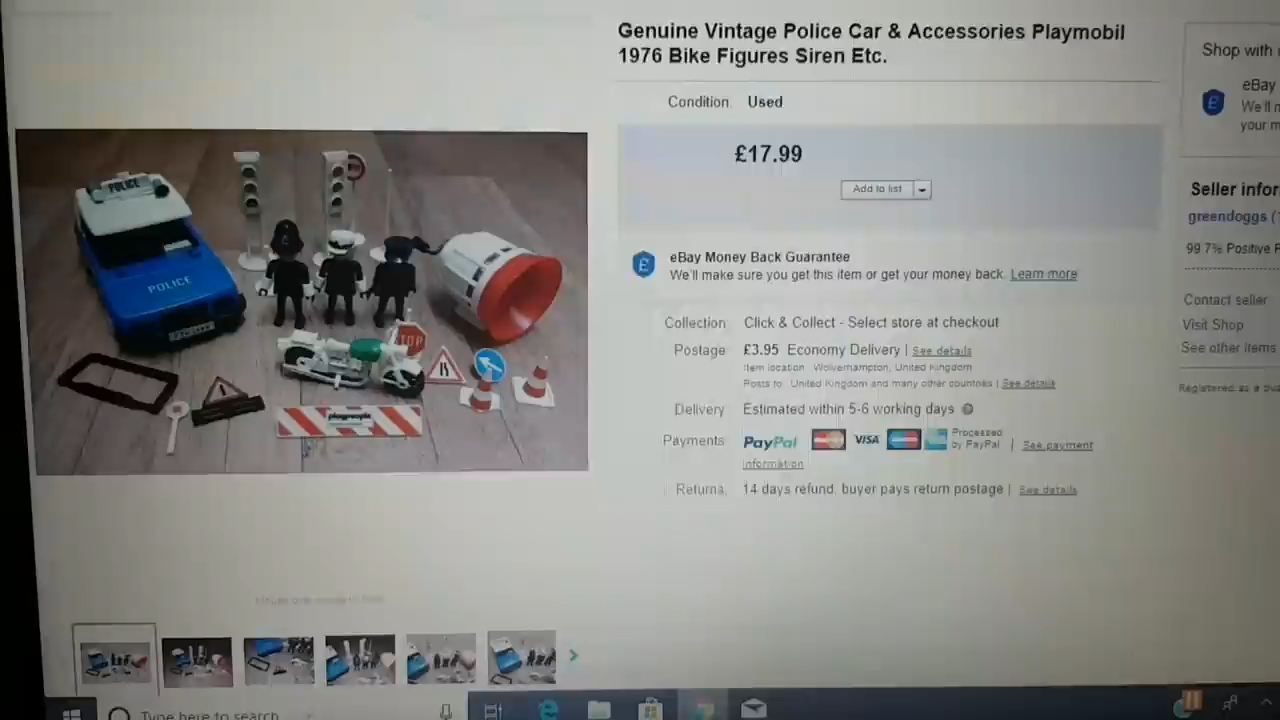 Genuine Vintage Police Car & Accessories Playmobil
1976 Bike Figures Siren Etc.
Condition Used
£17.99
Add to list
eBay Money Back Guarantee
We'll make sure you get this item or get your money back. Learn more
Collection: Click & Collect - Select store at checkout
Postage: £3.95 Economy Delivery | See details
Item location: Wolverhampton, United Kingdom
Posts to: United Kingdom and many other countries | See details
Delivery: Estimated within 5-6 working days
Payments: PayPal VISA Processed by PayPal | See payment
information
Returns: 14 days refund, buyer pays return postage | See details
Shop with
eBay
We'll
your m
Seller infor
greendoggs (
99.7% Positive F
Contact seller
Visit Shop
See other items
Registered as a
POLICE
POLICE
STOP
Type here to search